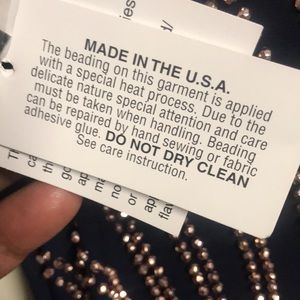 ies
d/
MADE IN THE U.S.A.
The beading on this garment is applied
with a special heat process. Due to the
delicate nature special attention and care
must be taken when handling. Beading
can be repaired by hand sewing or fabric
adhesive glue. DO NOT DRY CLEAN
See care instruction.